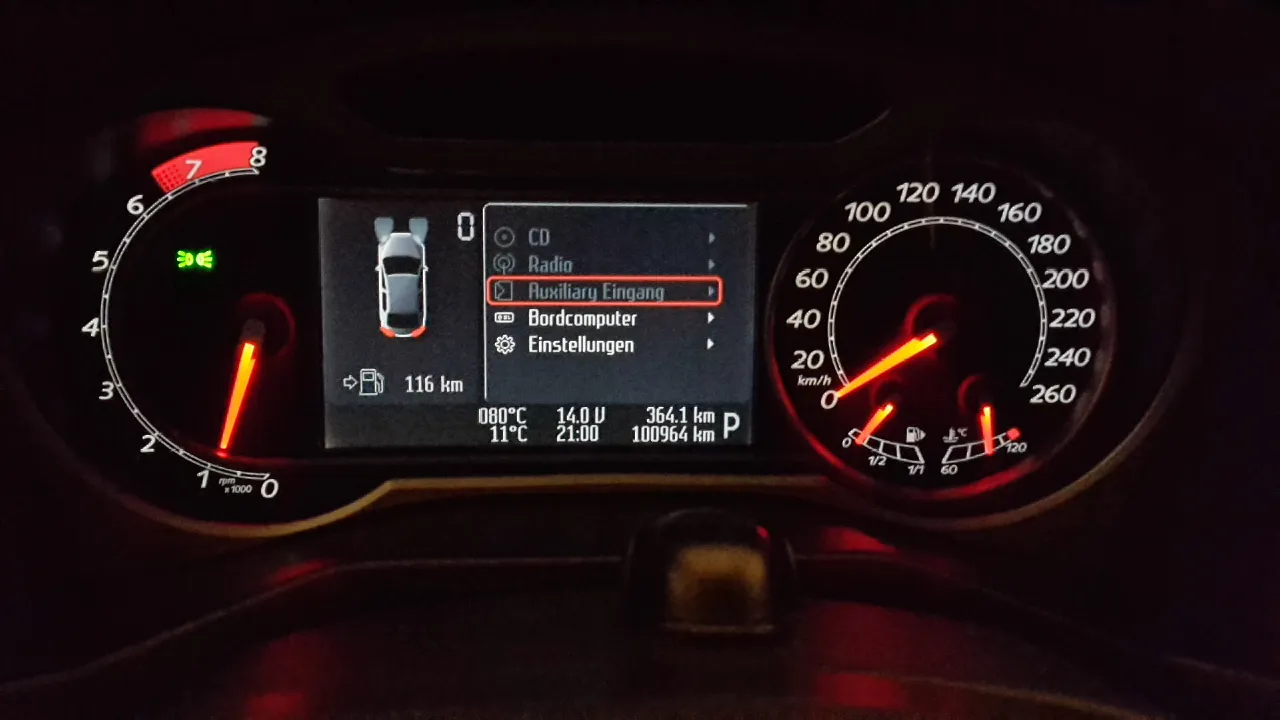 8
7
6
5
4
3
2
1
rpm
x1000
0
0
CD
Radio
Auxiliary Eingang
Bordcomputer
Einstellungen
116 km
080°C 14.0 V 364.1 km
11°C 21:00 100964 km
P
0
20
40
60
80
100
120
140
160
180
200
220
240
260
km/h
0
1/2
1/1
°C
60
120